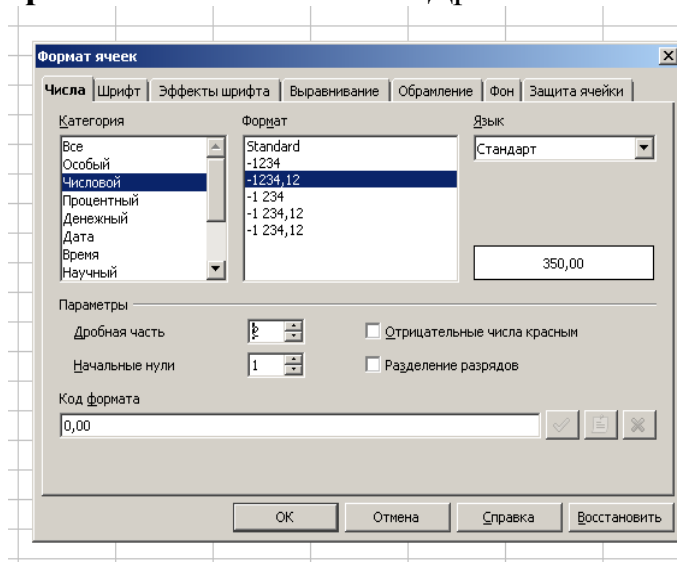 Формат ячеек
Числа Шрифт Эффекты шрифта Выравнивание Обрамление Фон Защита ячейки
Категория Формат Язык
Все Standard Стандарт
Особый -1234
Числовой -1234,12
Процентный -1 234
Денежный -1 234,12
Дата -1 234,12
Время
Научный 350,00
Параметры
Дробная часть 2 Отрицательные числа красным
Начальные нули 1 Разделение разрядов
Код формата
0,00
ОК Отмена Справка Восстановить